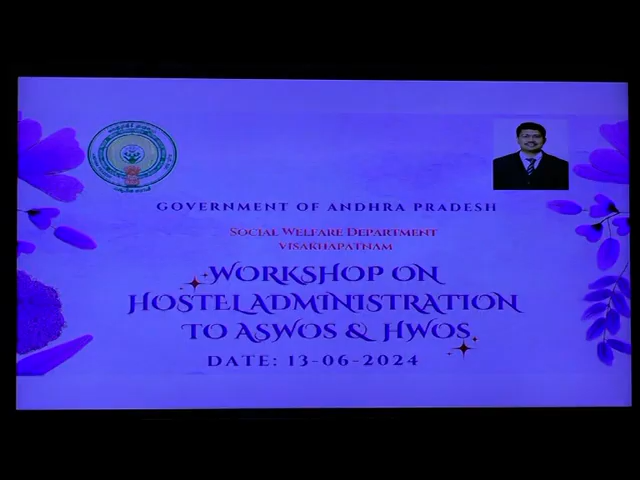 GOVERNMENT OF ANDHRA PRADESH
SOCIAL WELFARE DEPARTMENT
VISAKHAPATNAM
WORKSHOP ON
HOSTEL ADMINISTRATION
TO ASWOS & HWOS
DATE: 13-06-2024